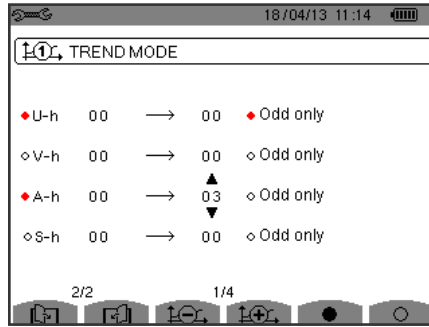 18/04/13 11:14
1 TREND MODE
U-h 00 → 00 Odd only
V-h 00 → 00 Odd only
A-h 00 → 03 Odd only
S-h 00 → 00 Odd only
2/2 1/4